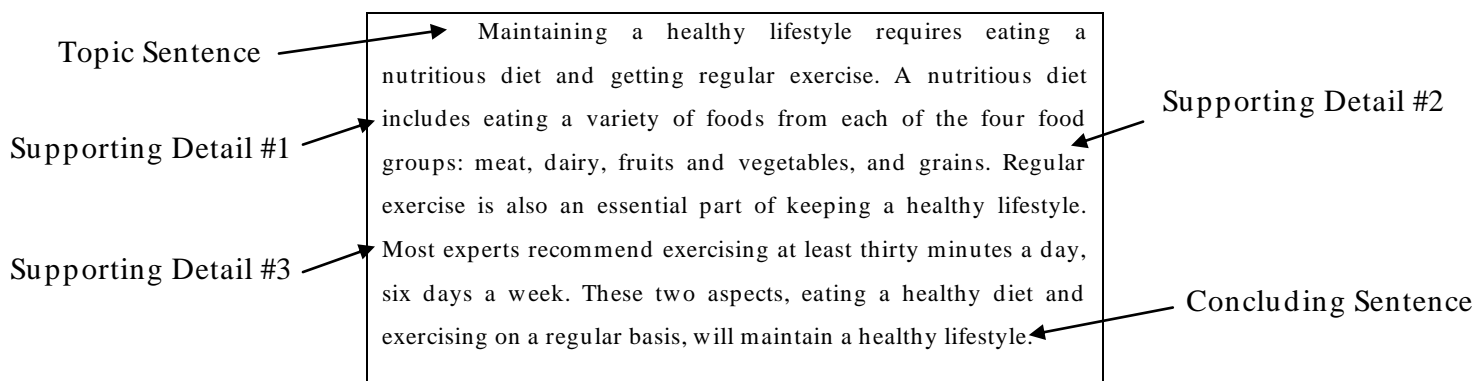 Topic Sentence
Supporting Detail #1
Supporting Detail #3
Maintaining a healthy lifestyle requires eating a
nutritious diet and getting regular exercise. A nutritious diet
includes eating a variety of foods from each of the four food
groups: meat, dairy, fruits and vegetables, and grains. Regular
exercise is also an essential part of keeping a healthy lifestyle.
Most experts recommend exercising at least thirty minutes a day,
six days a week. These two aspects, eating a healthy diet and
exercising on a regular basis, will maintain a healthy lifestyle.
Supporting Detail #2
Concluding Sentence